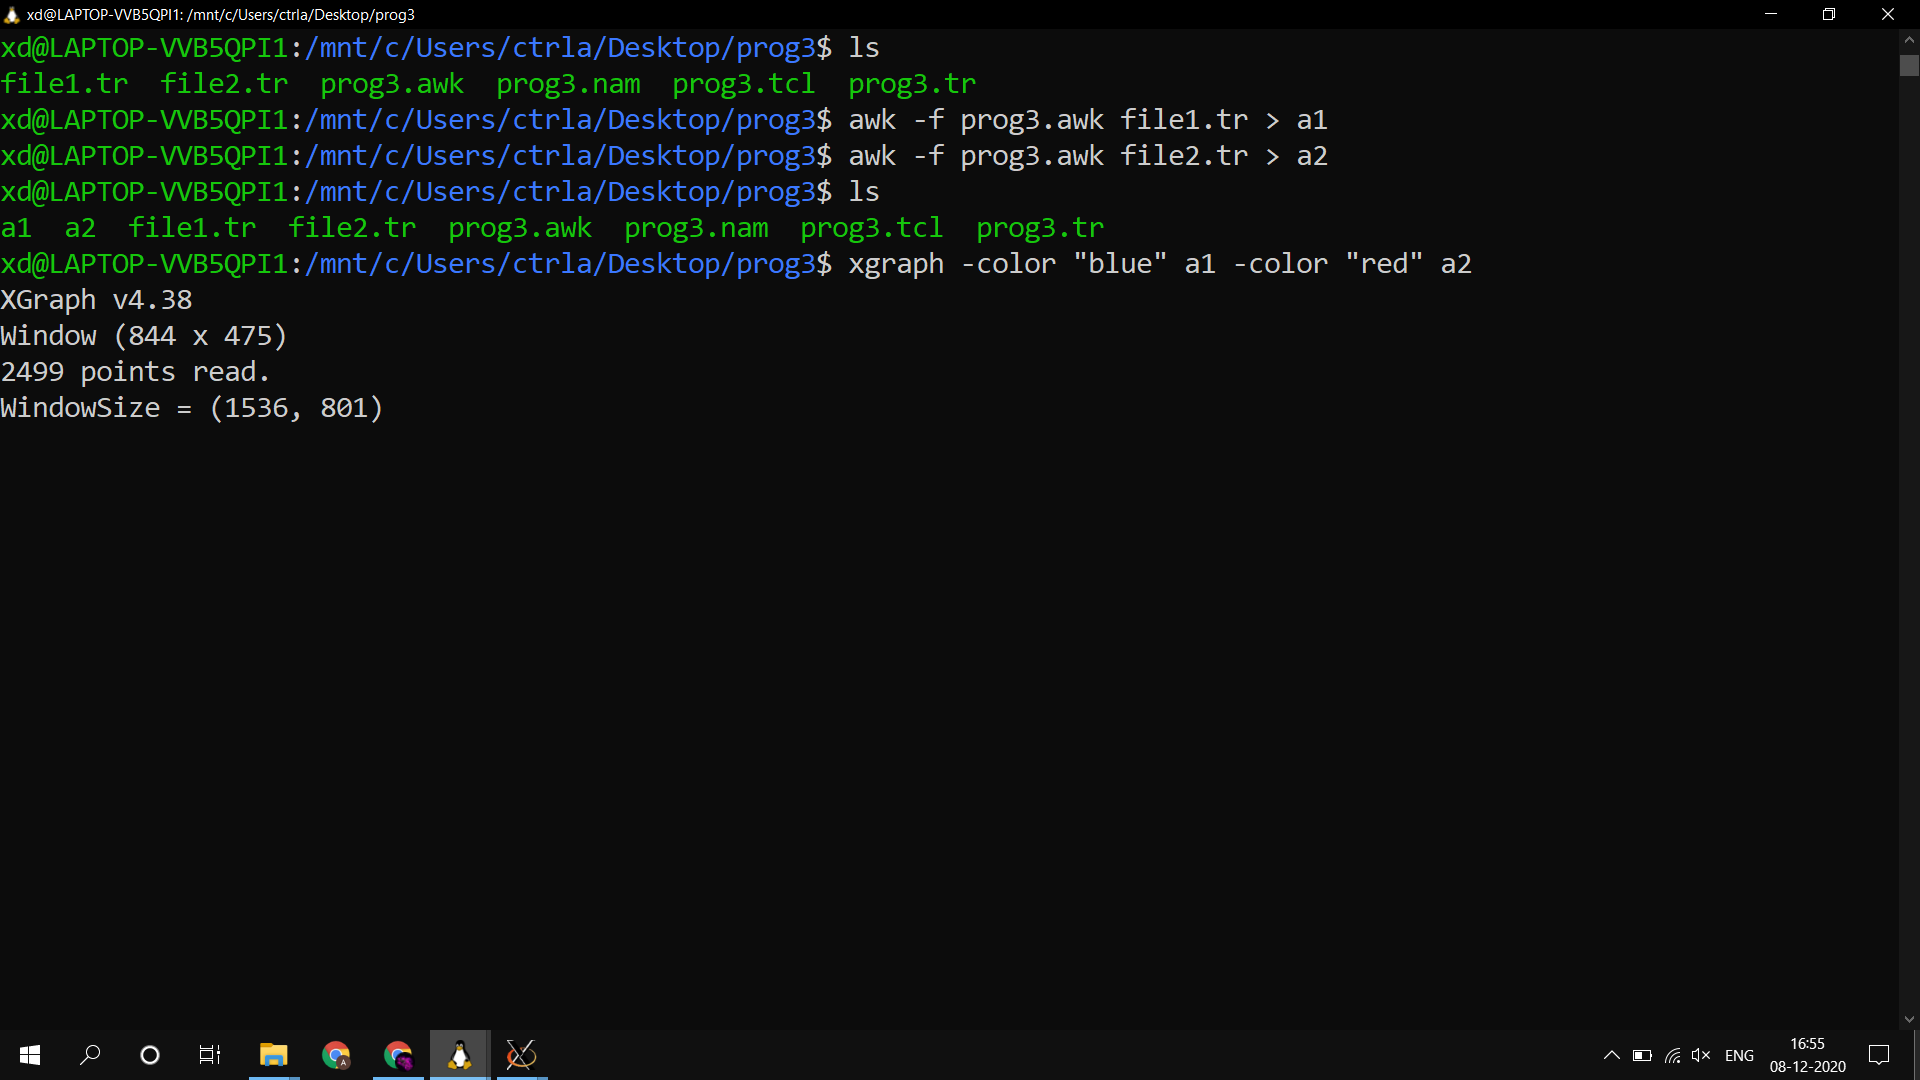 xd@LAPTOP-VVB5QPI1: /mnt/c/Users/ctrla/Desktop/prog3
xd@LAPTOP-VVB5QPI1:/mnt/c/Users/ctrla/Desktop/prog3$ ls
file1.tr  file2.tr  prog3.awk  prog3.nam  prog3.tcl  prog3.tr
xd@LAPTOP-VVB5QPI1:/mnt/c/Users/ctrla/Desktop/prog3$ awk -f prog3.awk file1.tr > a1
xd@LAPTOP-VVB5QPI1:/mnt/c/Users/ctrla/Desktop/prog3$ awk -f prog3.awk file2.tr > a2
xd@LAPTOP-VVB5QPI1:/mnt/c/Users/ctrla/Desktop/prog3$ ls
a1  a2  file1.tr  file2.tr  prog3.awk  prog3.nam  prog3.tcl  prog3.tr
xd@LAPTOP-VVB5QPI1:/mnt/c/Users/ctrla/Desktop/prog3$ xgraph -color "blue" a1 -color "red" a2
XGraph v4.38
Window (844 x 475)
2499 points read.
WindowSize = (1536, 801)
A
ENG
16:55
08-12-2020